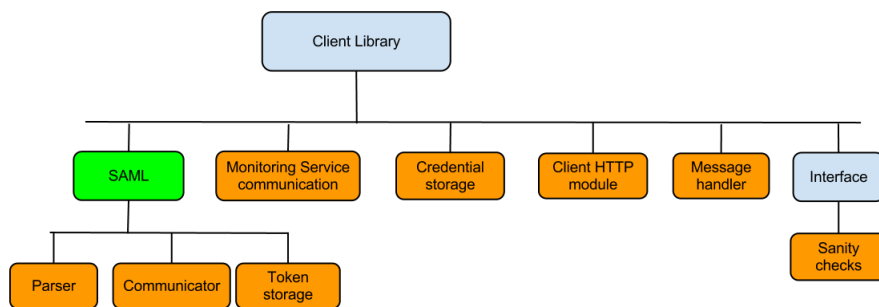 Client Library
SAML
Monitoring Service
communication
Credential
storage
Client HTTP
module
Message
handler
Interface
Parser
Communicator
Token
storage
Sanity
checks